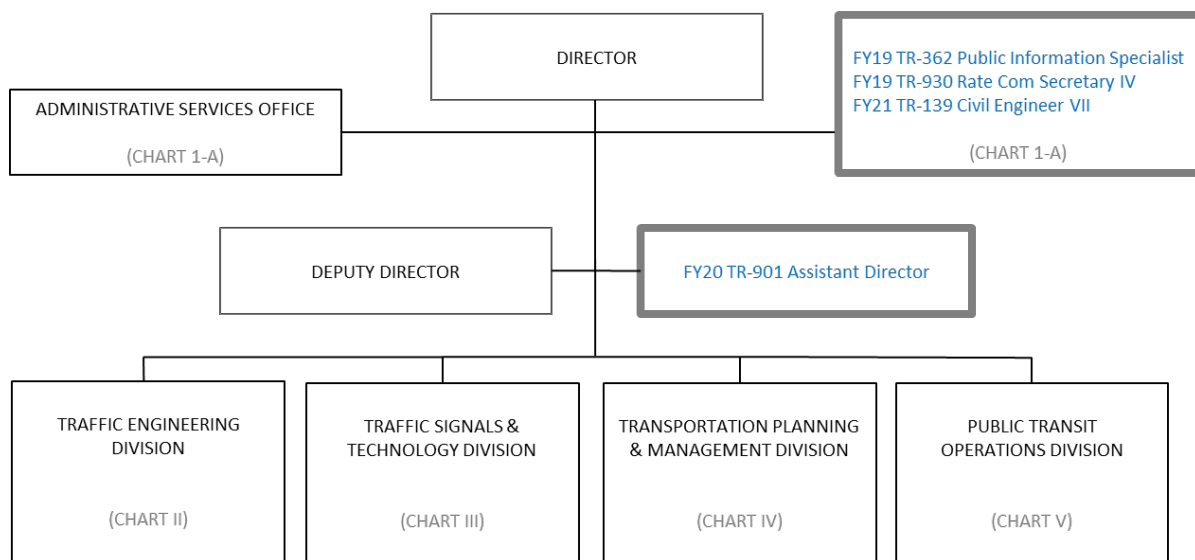 DIRECTOR
FY19 TR-362 Public Information Specialist
FY19 TR-930 Rate Com Secretary IV
FY21 TR-139 Civil Engineer VII
(CHART 1-A)
ADMINISTRATIVE SERVICES OFFICE
(CHART 1-A)
DEPUTY DIRECTOR
FY20 TR-901 Assistant Director
TRAFFIC ENGINEERING
DIVISION
(CHART II)
TRAFFIC SIGNALS &
TECHNOLOGY DIVISION
(CHART III)
TRANSPORTATION PLANNING
& MANAGEMENT DIVISION
(CHART IV)
PUBLIC TRANSIT
OPERATIONS DIVISION
(CHART V)